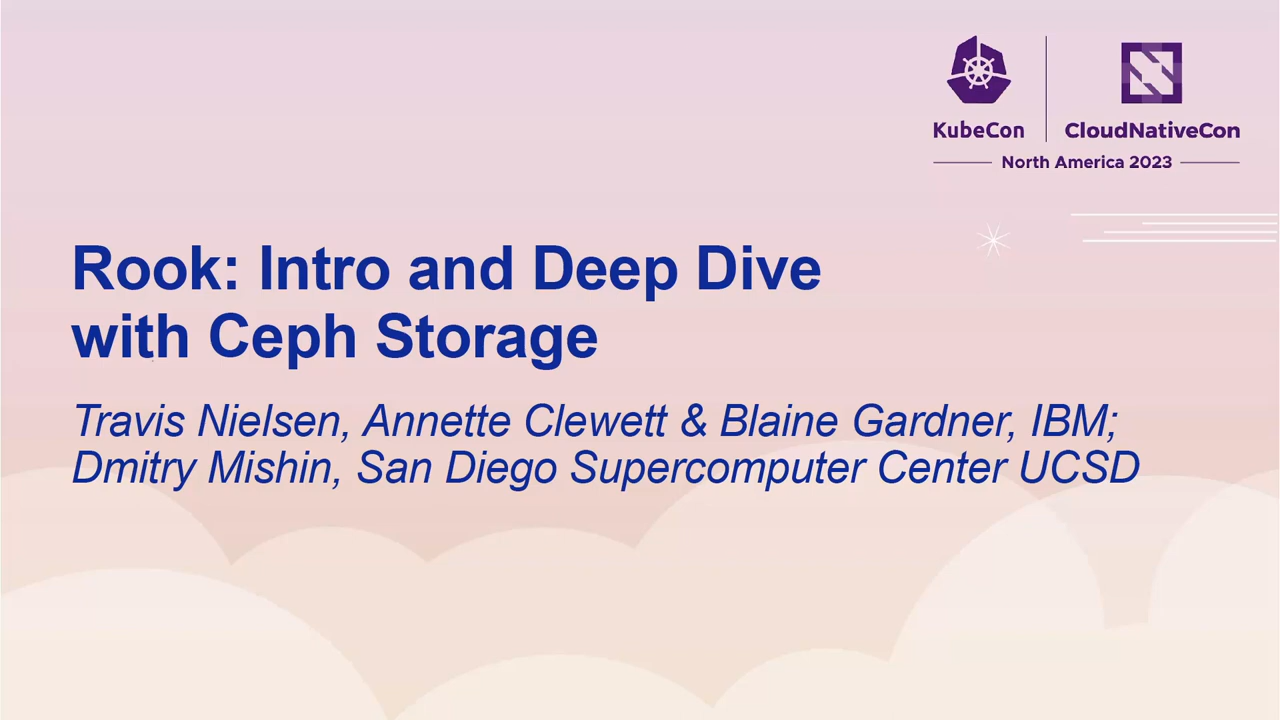 KubeCon CloudNativeCon
North America 2023
Rook: Intro and Deep Dive
with Ceph Storage
Travis Nielsen, Annette Clewett & Blaine Gardner, IBM;
Dmitry Mishin, San Diego Supercomputer Center UCSD